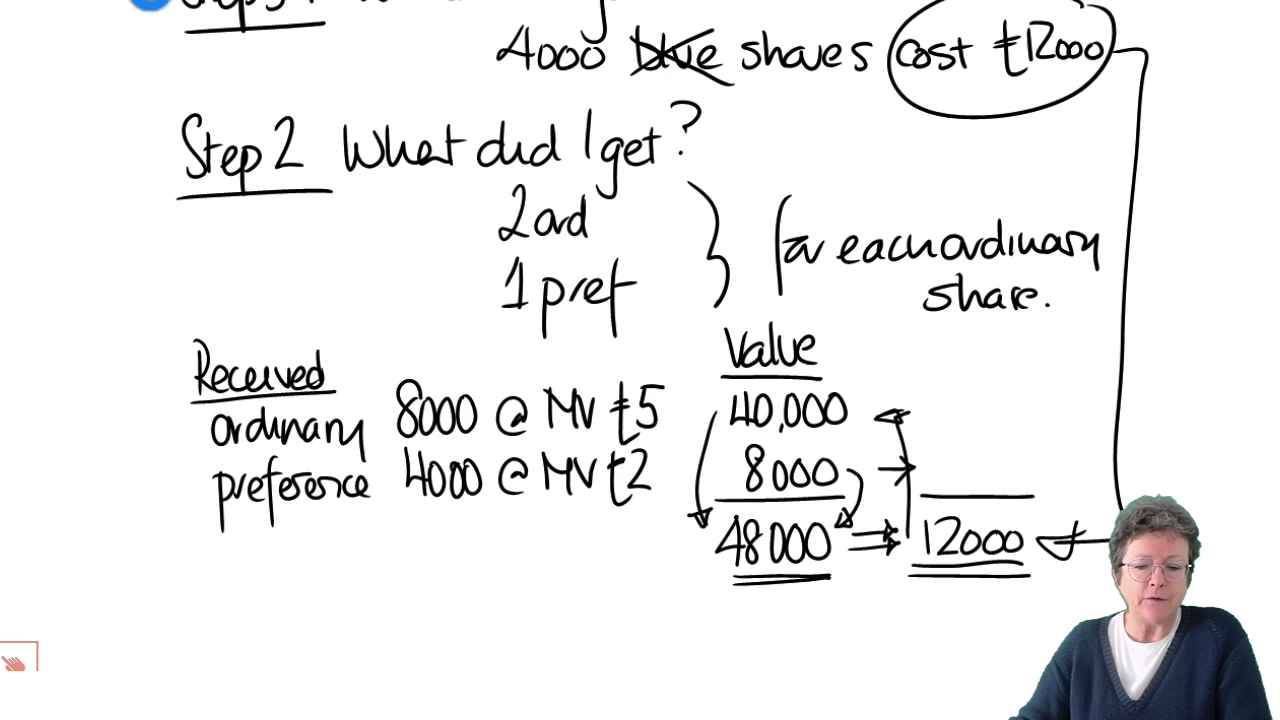 4000 blue shares cost £12000
Step 2 What did I get?
2 ord
1 pref
for each ordinary
share.
Value
Received
ordinary 8000 @ MV £5 40,000
preference 4000 @ MV £2 8000
48000 12000